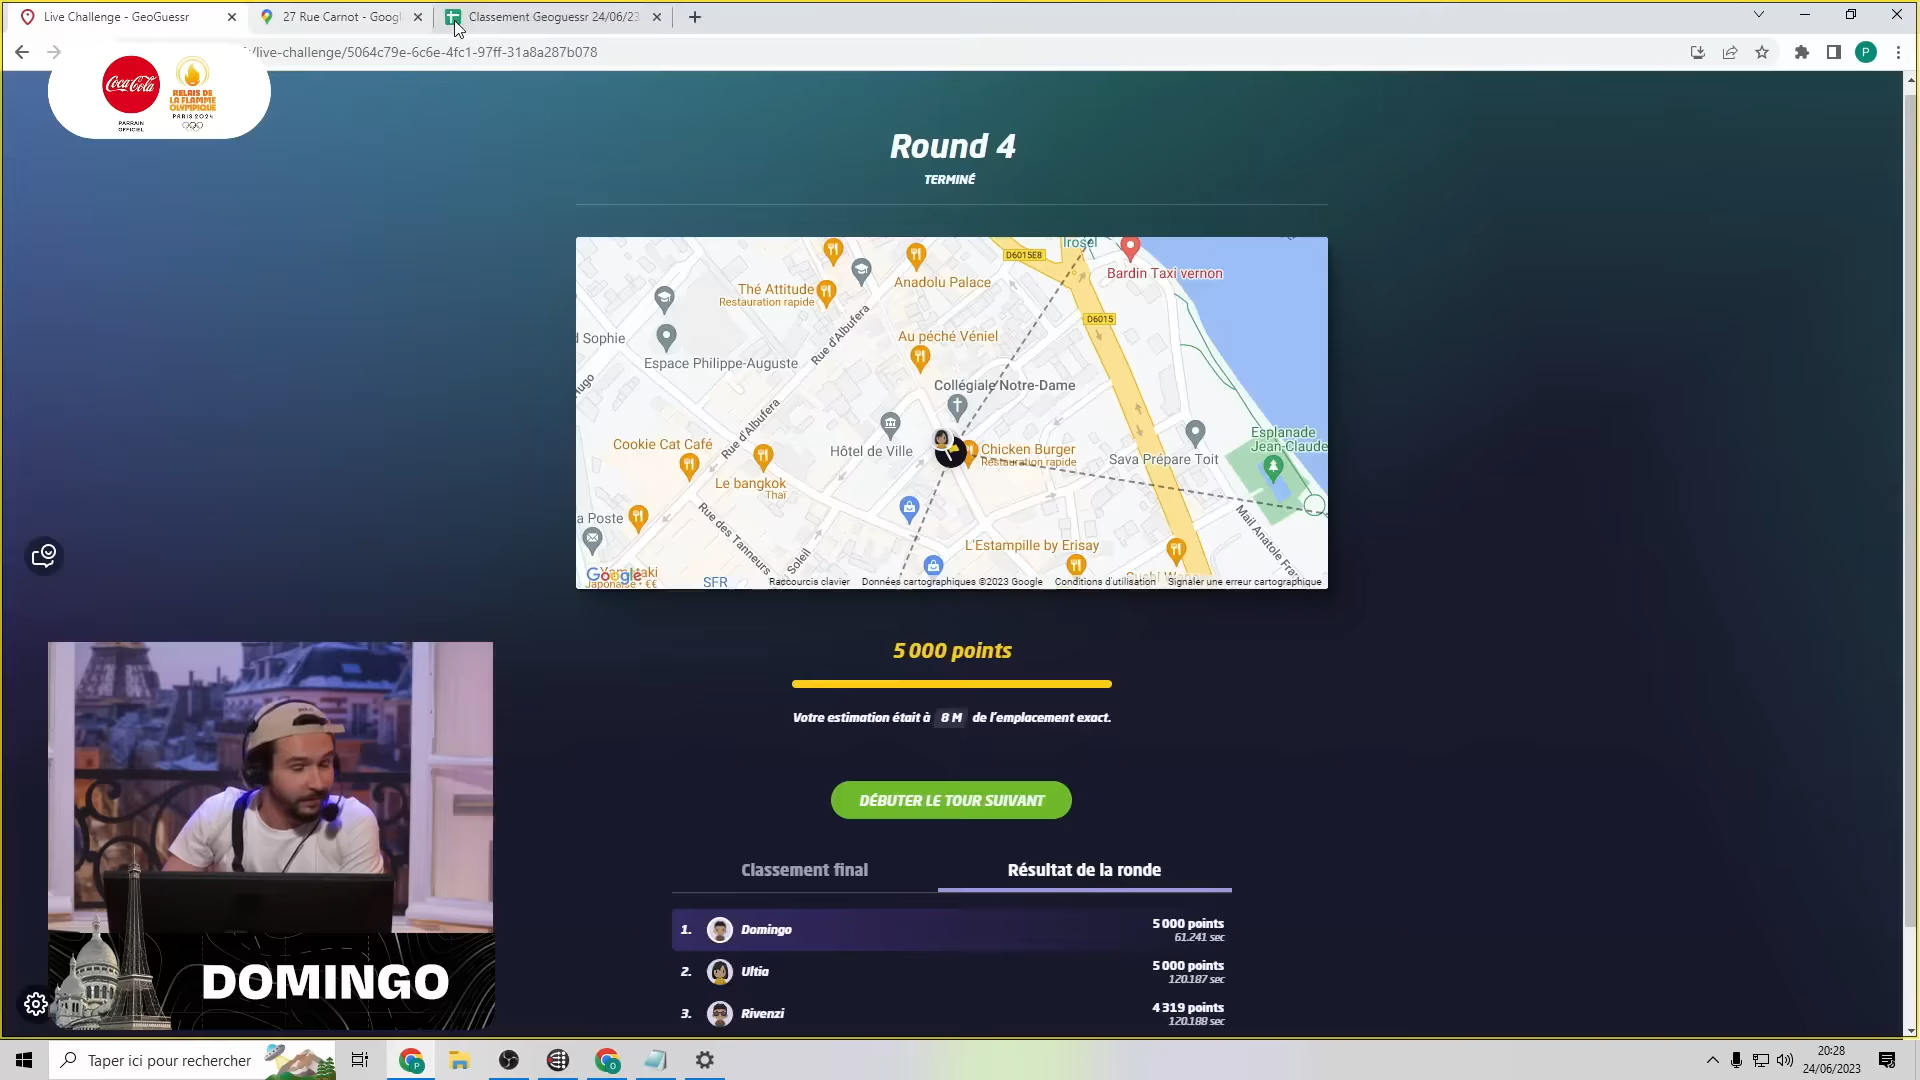 Live Challenge - GeoGuessr
27 Rue Carnot - Googl
Classement Geoguessr 24/06/23
/live-challenge/5064c79e-6c6e-4fc1-97ff-31a8a287b078
P
Coca-Cola
PARRAIN
OFFICIEL
RELAIS DE
LA FLAMME
OLYMPIQUE
PARIS 2024
Round 4
TERMINÉ
Irosel
D6015E8
Bardin Taxi vernon
Anadolu Palace
Thé Attitude
Restauration rapide
D6015
Rue d'Albufera
d Sophie
Au péché Véniel
Espace Philippe-Auguste
ugo
Collégiale Notre-Dame
Rue d'Albufera
Cookie Cat Café
Hôtel de Ville
Chicken Burger
Restauration rapide
Sava Prépare Toit
Esplanade
Jean-Claude
Le bangkok
Thaï
a Poste
Rue des Tanneurs
Soleil
Mail Anatole Fra
L'Estampille by Erisay
Google
Japonaise • €€
SFR
Raccourcis clavier
Données cartographiques ©2023 Google
Conditions d'utilisation
Signaler une erreur cartographique
5 000 points
Votre estimation était à 8 M de l'emplacement exact.
DÉBUTER LE TOUR SUIVANT
Classement final
Résultat de la ronde
1. Domingo 5 000 points
61.241 sec
2. Ultia 5 000 points
120.187 sec
3. Rivenzi 4 319 points
120.188 sec
DOMINGO
Taper ici pour rechercher
P
O
20:28
24/06/2023